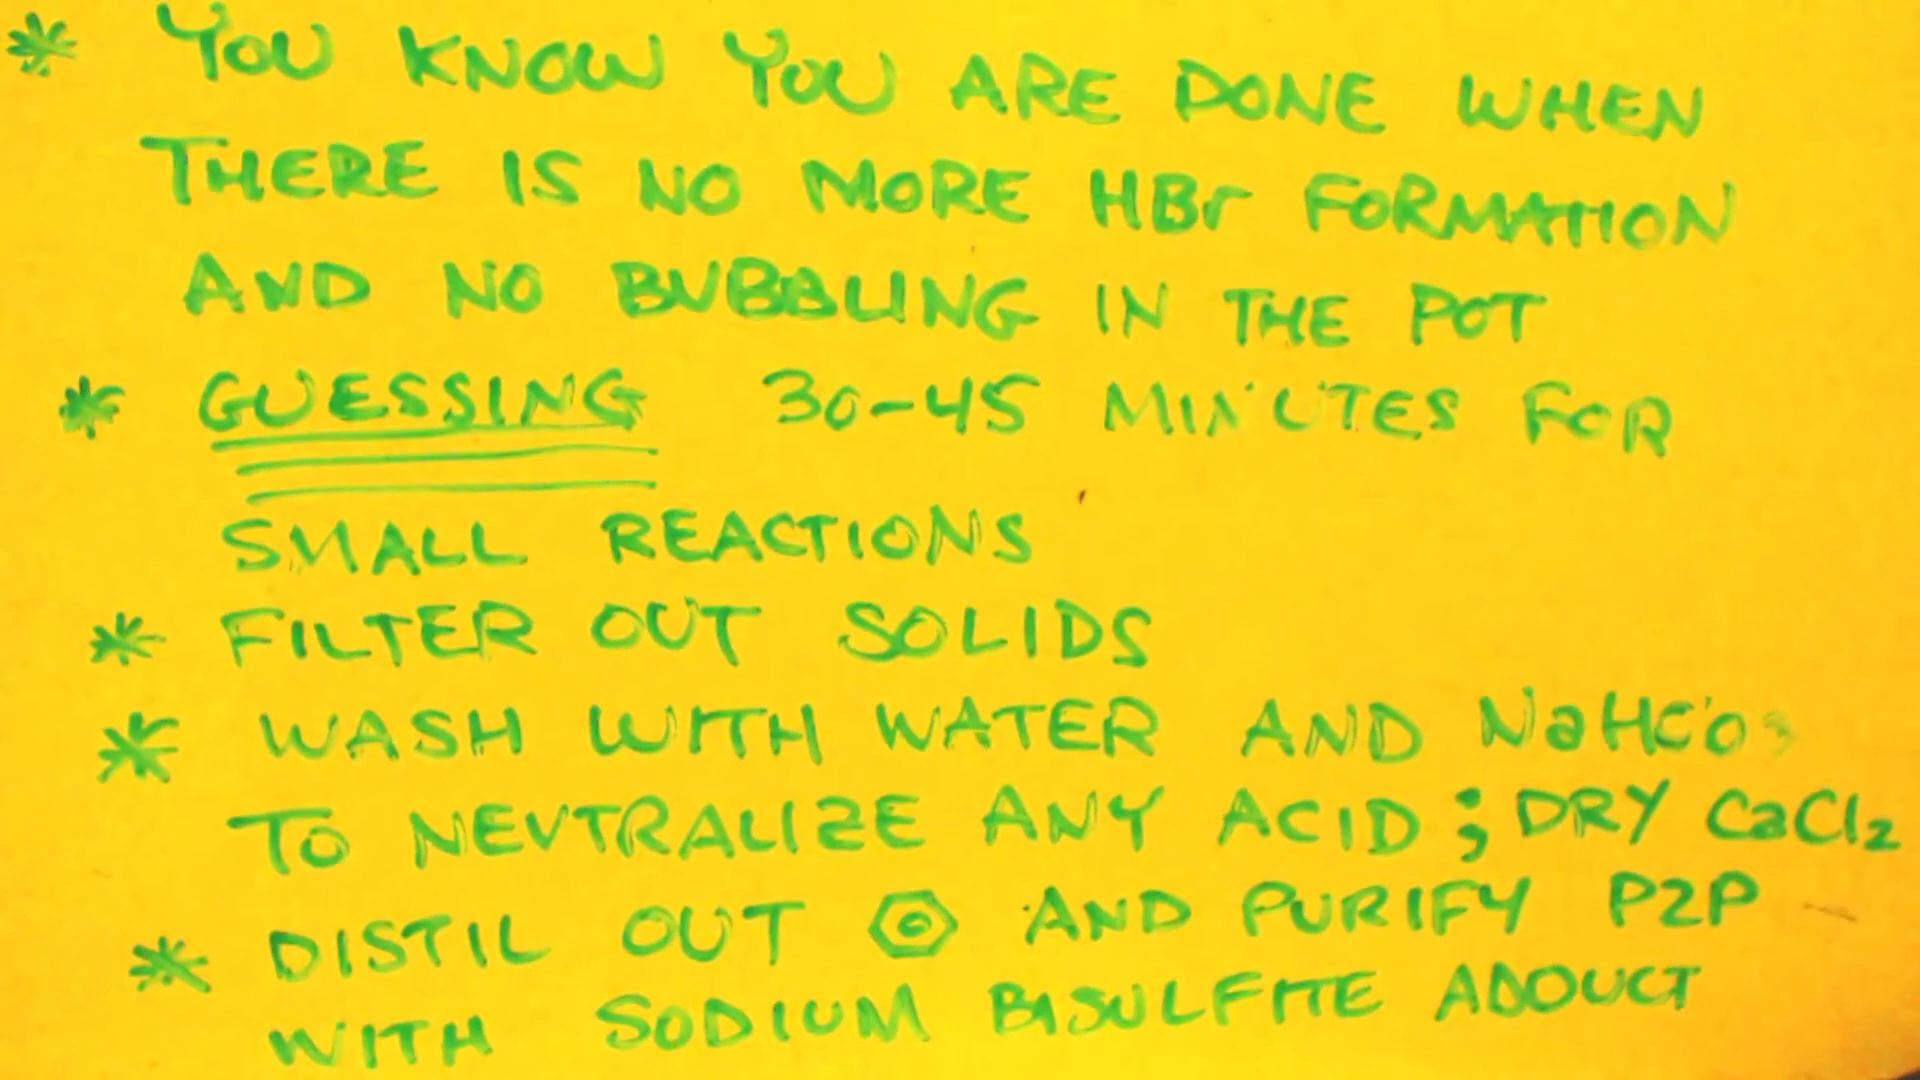 * YOU KNOW YOU ARE DONE WHEN
THERE IS NO MORE HBr FORMATION
AND NO BUBBLING IN THE POT
* GUESSING 30-45 MINUTES FOR
SMALL REACTIONS
* FILTER OUT SOLIDS
* WASH WITH WATER AND NaHCO3
TO NEUTRALIZE ANY ACID; DRY CaCl2
* DISTIL OUT AND PURIFY P2P
WITH SODIUM BISULFITE ADDUCT